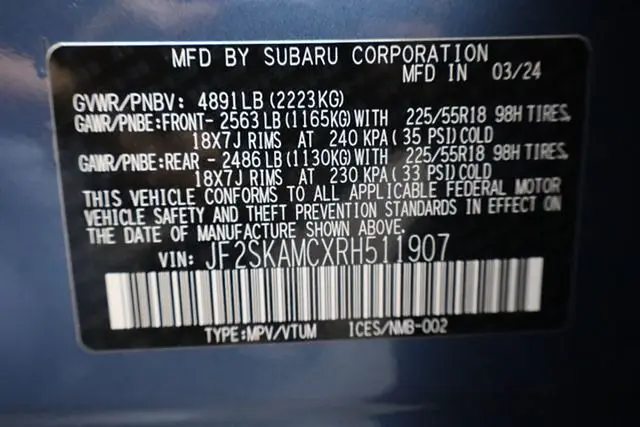 MFD BY SUBARU CORPORATION
MFD IN 03/24
GVWR/PNBV: 4891LB (2223KG)
GAWR/PNBE:FRONT- 2563LB (1165KG)WITH 225/55R18 98H TIRES,
18X7J RIMS AT 240 KPA( 35 PSI)COLD
GAWR/PNBE:REAR - 2486LB (1130KG)WITH 225/55R18 98H TIRES,
18X7J RIMS AT 230 KPA( 33 PSI)COLD
THIS VEHICLE CONFORMS TO ALL APPLICABLE FEDERAL MOTOR
VEHICLE SAFETY AND THEFT PREVENTION STANDARDS IN EFFECT ON
THE DATE OF MANUFACTURE SHOWN ABOVE.
VIN: JF2SKAMCXRH511907
TYPE:MPV/VTUM ICES/NMB-002